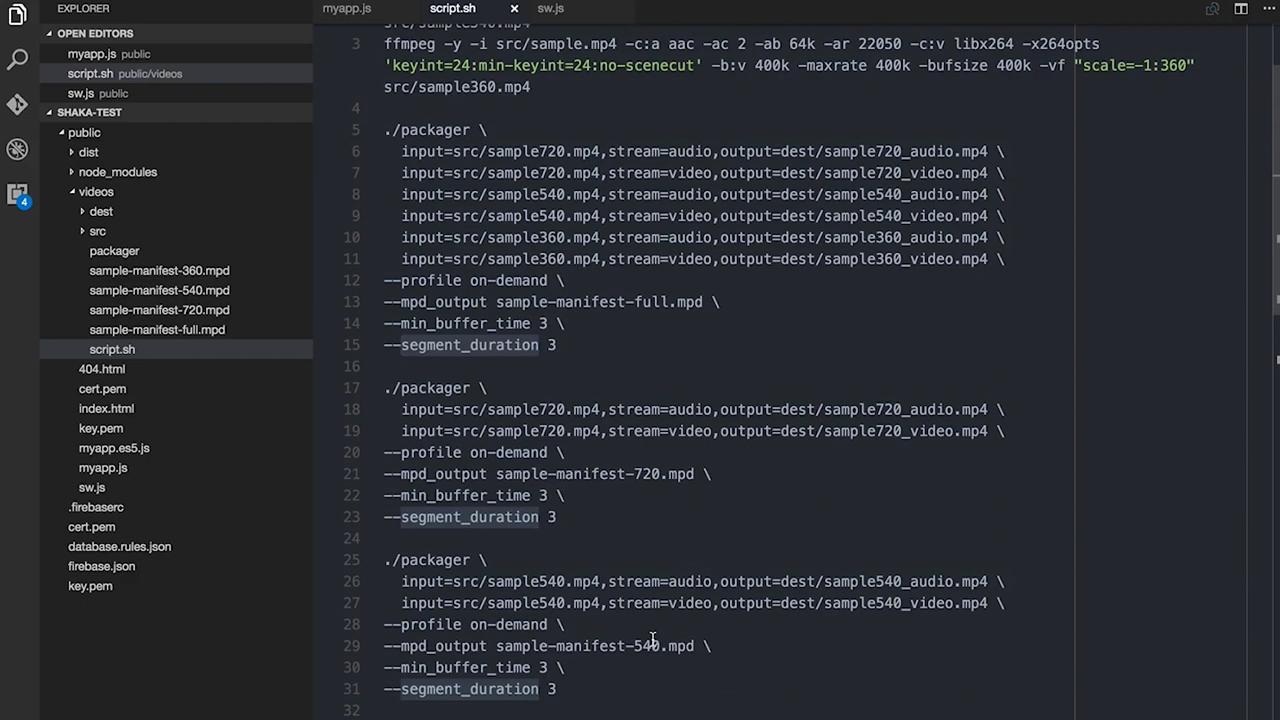 EXPLORER
OPEN EDITORS
myapp.js public
script.sh public/videos
sw.js public
SHAKA-TEST
public
dist
node_modules
videos
dest
src
packager
sample-manifest-360.mpd
sample-manifest-540.mpd
sample-manifest-720.mpd
sample-manifest-full.mpd
script.sh
404.html
cert.pem
index.html
key.pem
myapp.es5.js
myapp.js
sw.js
.firebaserc
cert.pem
database.rules.json
firebase.json
key.pem
4
myapp.js script.sh sw.js
src/sample540.mp4
3 ffmpeg -y -i src/sample.mp4 -c:a aac -ac 2 -ab 64k -ar 22050 -c:v libx264 -x264opts
'keyint=24:min-keyint=24:no-scenecut' -b:v 400k -maxrate 400k -bufsize 400k -vf "scale=-1:360"
src/sample360.mp4
4
5 ./packager \
6 input=src/sample720.mp4,stream=audio,output=dest/sample720_audio.mp4 \
7 input=src/sample720.mp4,stream=video,output=dest/sample720_video.mp4 \
8 input=src/sample540.mp4,stream=audio,output=dest/sample540_audio.mp4 \
9 input=src/sample540.mp4,stream=video,output=dest/sample540_video.mp4 \
10 input=src/sample360.mp4,stream=audio,output=dest/sample360_audio.mp4 \
11 input=src/sample360.mp4,stream=video,output=dest/sample360_video.mp4 \
12 --profile on-demand \
13 --mpd_output sample-manifest-full.mpd \
14 --min_buffer_time 3 \
15 --segment_duration 3
16
17 ./packager \
18 input=src/sample720.mp4,stream=audio,output=dest/sample720_audio.mp4 \
19 input=src/sample720.mp4,stream=video,output=dest/sample720_video.mp4 \
20 --profile on-demand \
21 --mpd_output sample-manifest-720.mpd \
22 --min_buffer_time 3 \
23 --segment_duration 3
24
25 ./packager \
26 input=src/sample540.mp4,stream=audio,output=dest/sample540_audio.mp4 \
27 input=src/sample540.mp4,stream=video,output=dest/sample540_video.mp4 \
28 --profile on-demand \
29 --mpd_output sample-manifest-540.mpd \
30 --min_buffer_time 3 \
31 --segment_duration 3
32